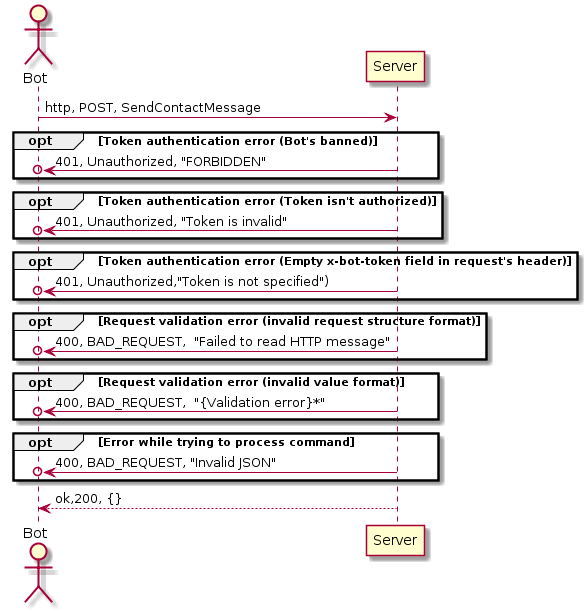 Bot
Server
http, POST, SendContactMessage
opt [Token authentication error (Bot's banned)]
401, Unauthorized, "FORBIDDEN"
opt [Token authentication error (Token isn't authorized)]
401, Unauthorized, "Token is invalid"
opt [Token authentication error (Empty x-bot-token field in request's header)]
401, Unauthorized,"Token is not specified")
opt [Request validation error (invalid request structure format)]
400, BAD_REQUEST,  "Failed to read HTTP message"
opt [Request validation error (invalid value format)]
400, BAD_REQUEST,  "{Validation error}*"
opt [Error while trying to process command]
400, BAD_REQUEST, "Invalid JSON"
ok,200, {}
Bot
Server